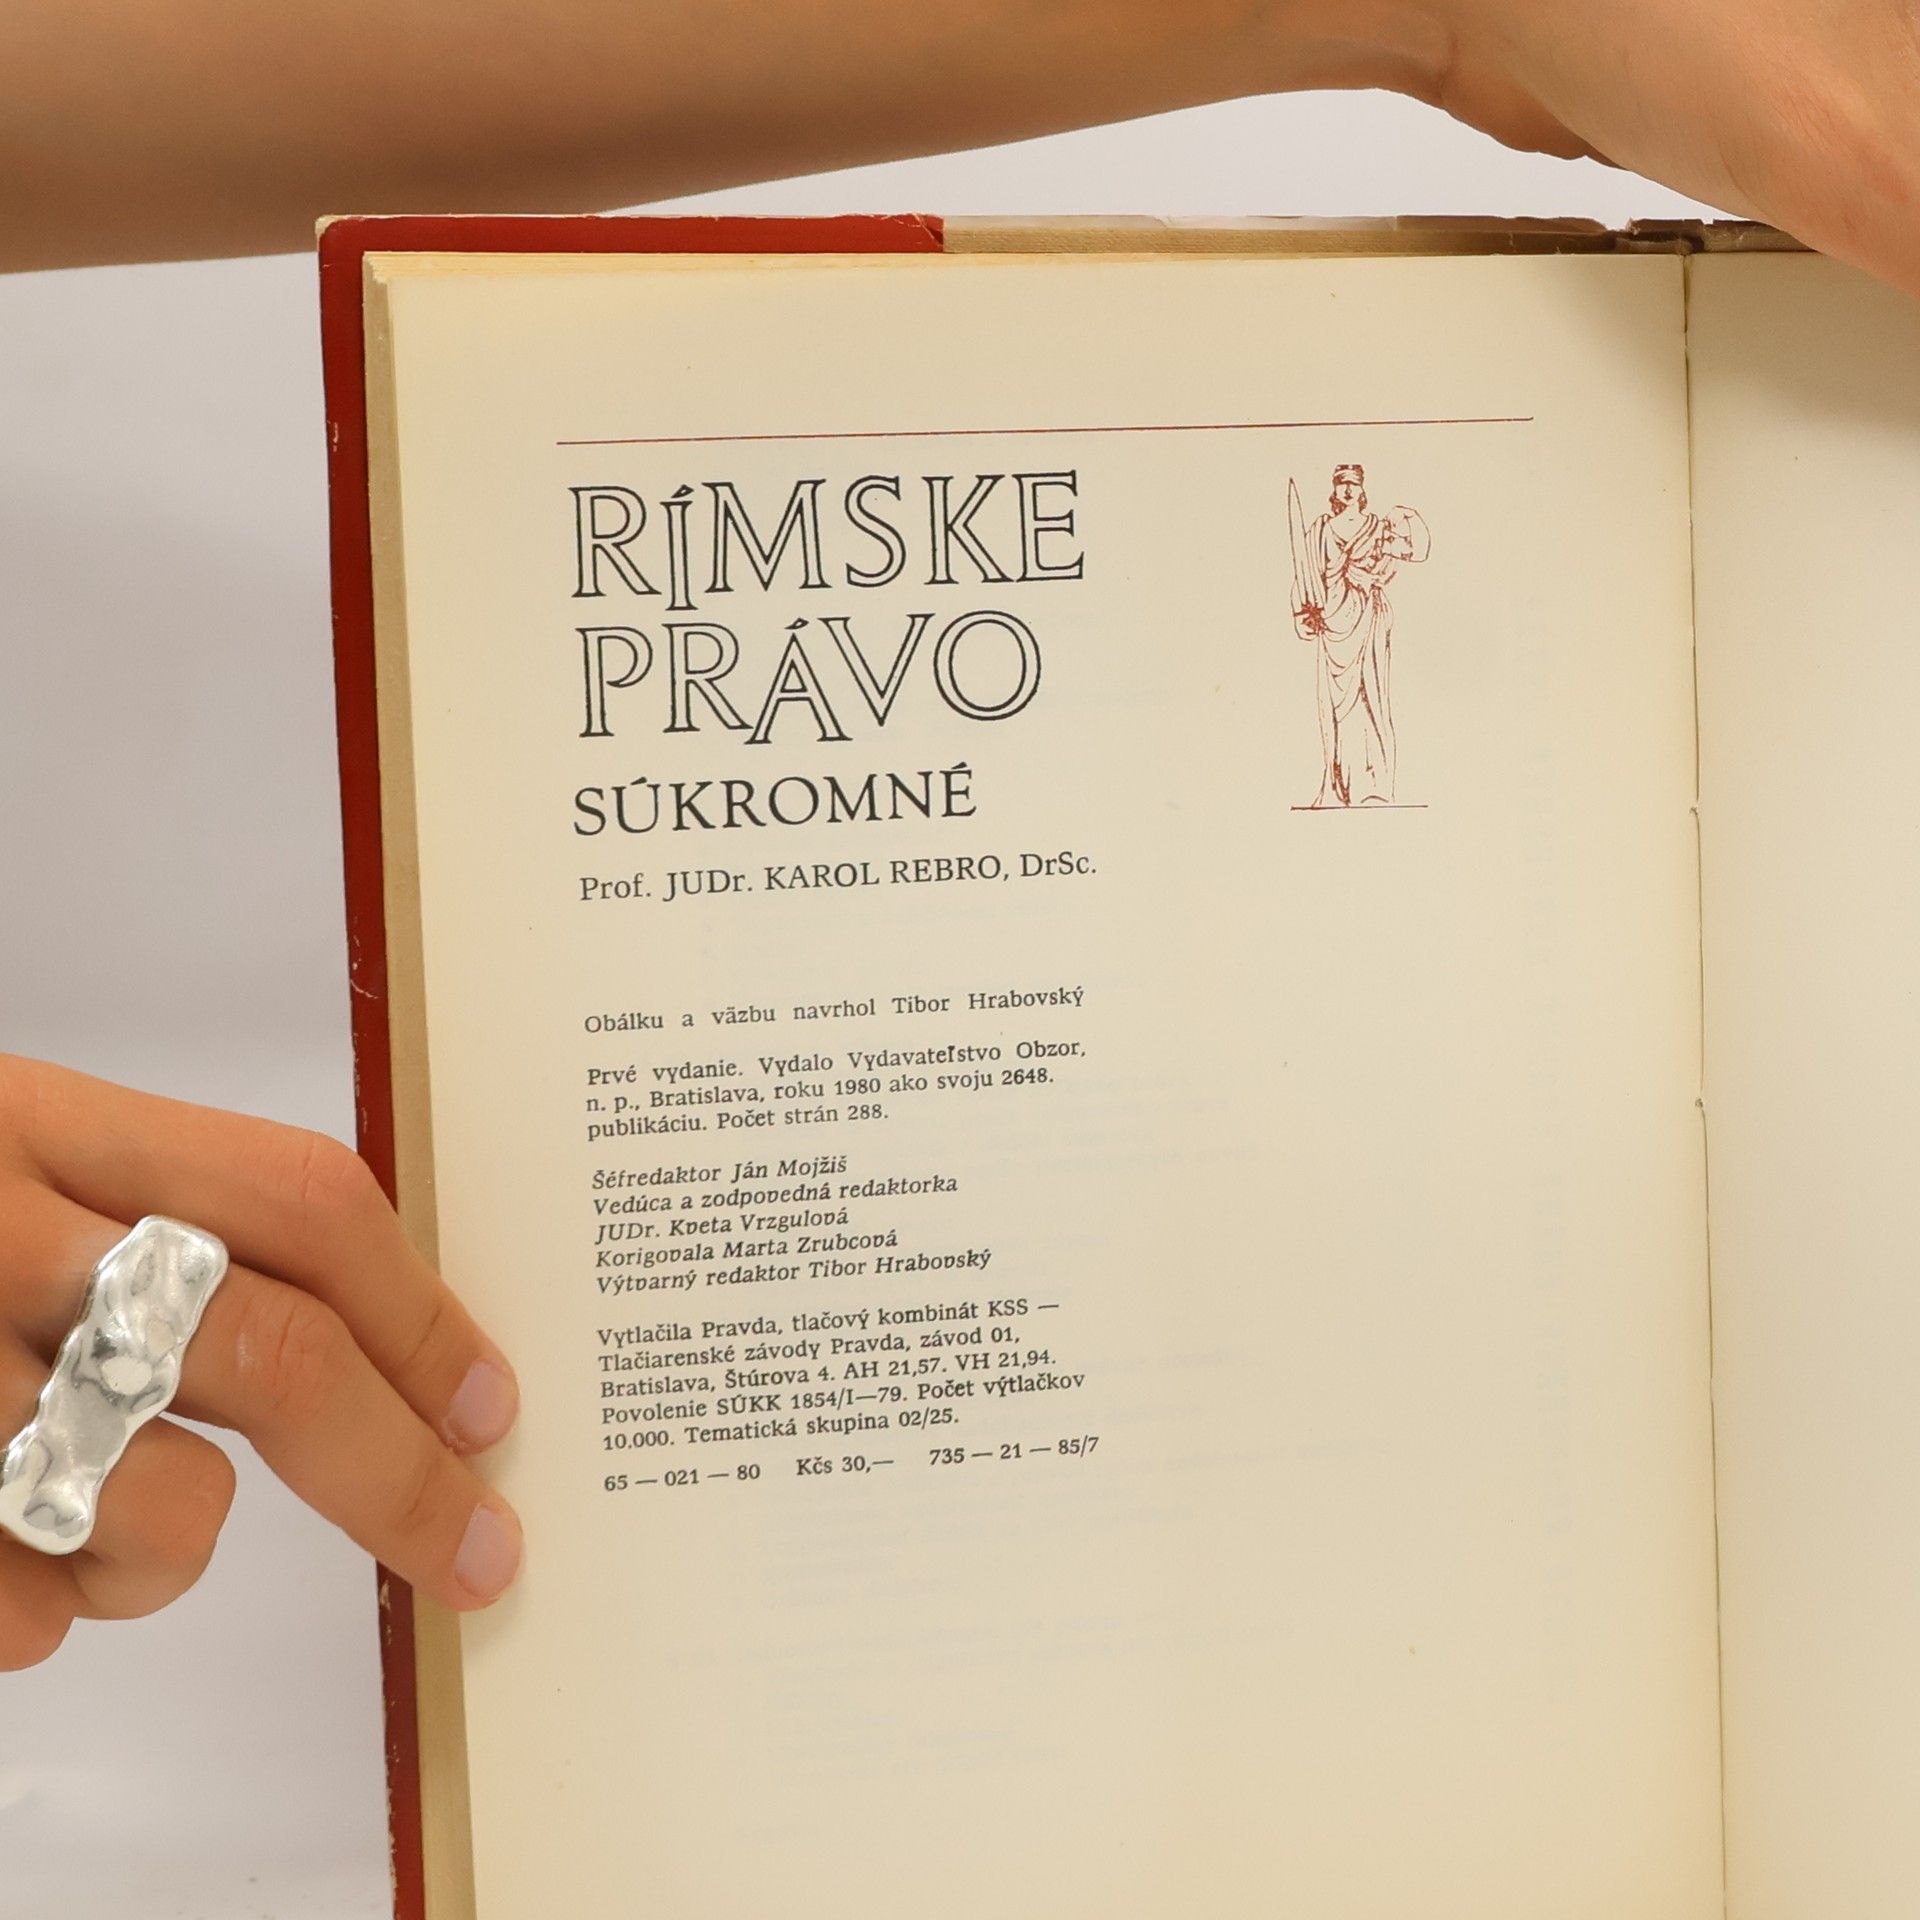 RÍMSKE
PRÁVO
SÚKROMNÉ
Prof. JUDr. KAROL REBRO, DrSc.
Obálku a väzbu navrhol Tibor Hrabovský
Prvé vydanie. Vydalo Vydavateľstvo Obzor,
n. p., Bratislava, roku 1980 ako svoju 2648.
publikáciu. Počet strán 288.
Šéfredaktor Ján Mojžiš
Vedúca a zodpovedná redaktorka
JUDr. Kveta Vrzgulová
Korigovala Marta Zrubcová
Výtvarný redaktor Tibor Hrabovský
Vytlačila Pravda, tlačový kombinát KSS —
Tlačiarenské závody Pravda, závod 01,
Bratislava, Štúrova 4. AH 21,57. VH 21,94.
Povolenie SÚKK 1854/I—79. Počet výtlačkov
10.000. Tematická skupina 02/25.
65 — 021 — 80 Kčs 30,— 735 — 21 — 85/7